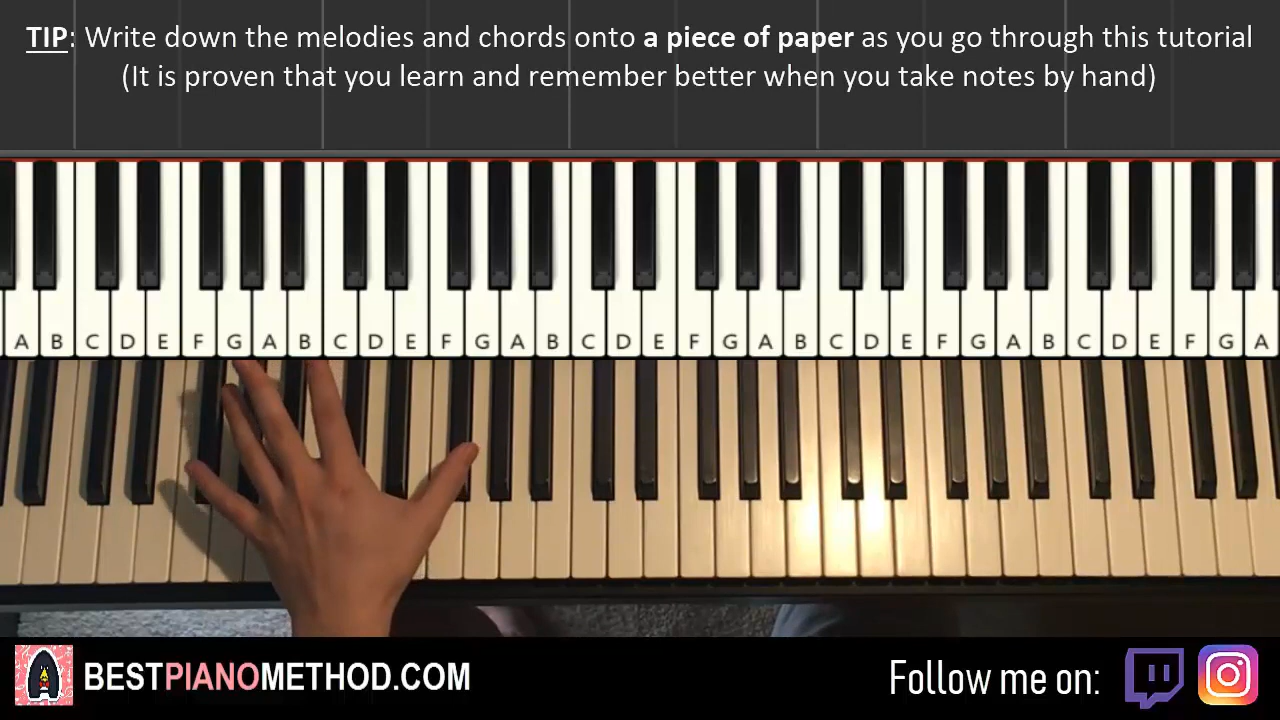 TIP: Write down the melodies and chords onto a piece of paper as you go through this tutorial
(It is proven that you learn and remember better when you take notes by hand)
A B C D E F G A B C D E F G A B C D E F G A B C D E F G A B C D E F G A
BESTPIANOMETHOD.COM
Follow me on: